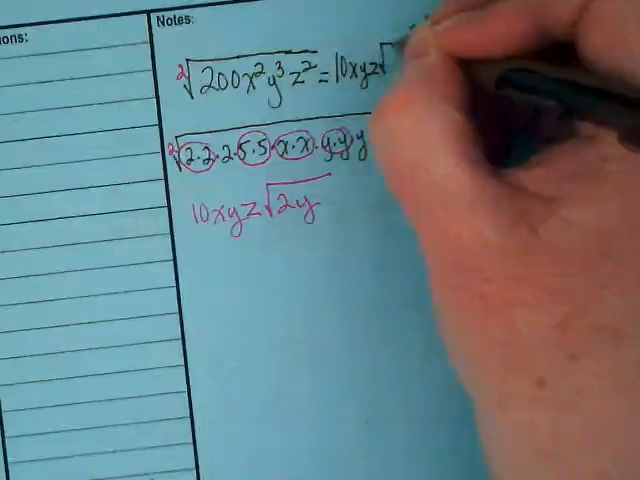 ions:
Notes:
²√200x²y³z² = 10xyz√
²√2·2·2·5·5·x·x·y·y·y
10xyz√2y